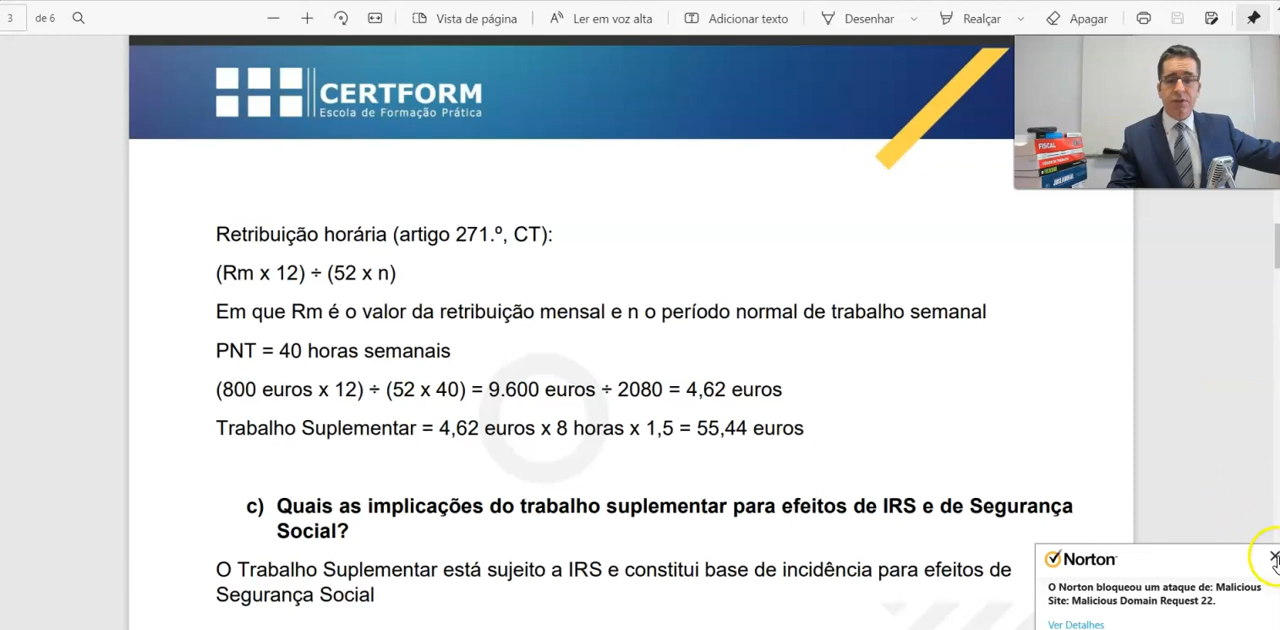 3 de 6 Vista de página Ler em voz alta Adicionar texto Desenhar Realçar Apagar
CERTFORM
Escola de Formação Prática
FISCAL
Retribuição horária (artigo 271.º, CT):
(Rm x 12) ÷ (52 x n)
Em que Rm é o valor da retribuição mensal e n o período normal de trabalho semanal
PNT = 40 horas semanais
(800 euros x 12) ÷ (52 x 40) = 9.600 euros ÷ 2080 = 4,62 euros
Trabalho Suplementar = 4,62 euros x 8 horas x 1,5 = 55,44 euros
c) Quais as implicações do trabalho suplementar para efeitos de IRS e de Segurança
Social?
O Trabalho Suplementar está sujeito a IRS e constitui base de incidência para efeitos de
Segurança Social
Norton
O Norton bloqueou um ataque de: Malicious
Site: Malicious Domain Request 22.
Ver Detalhes